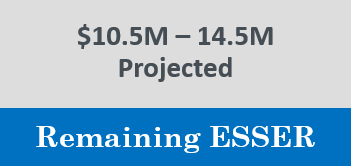 $10.5M – 14.5M
Projected
Remaining ESSER